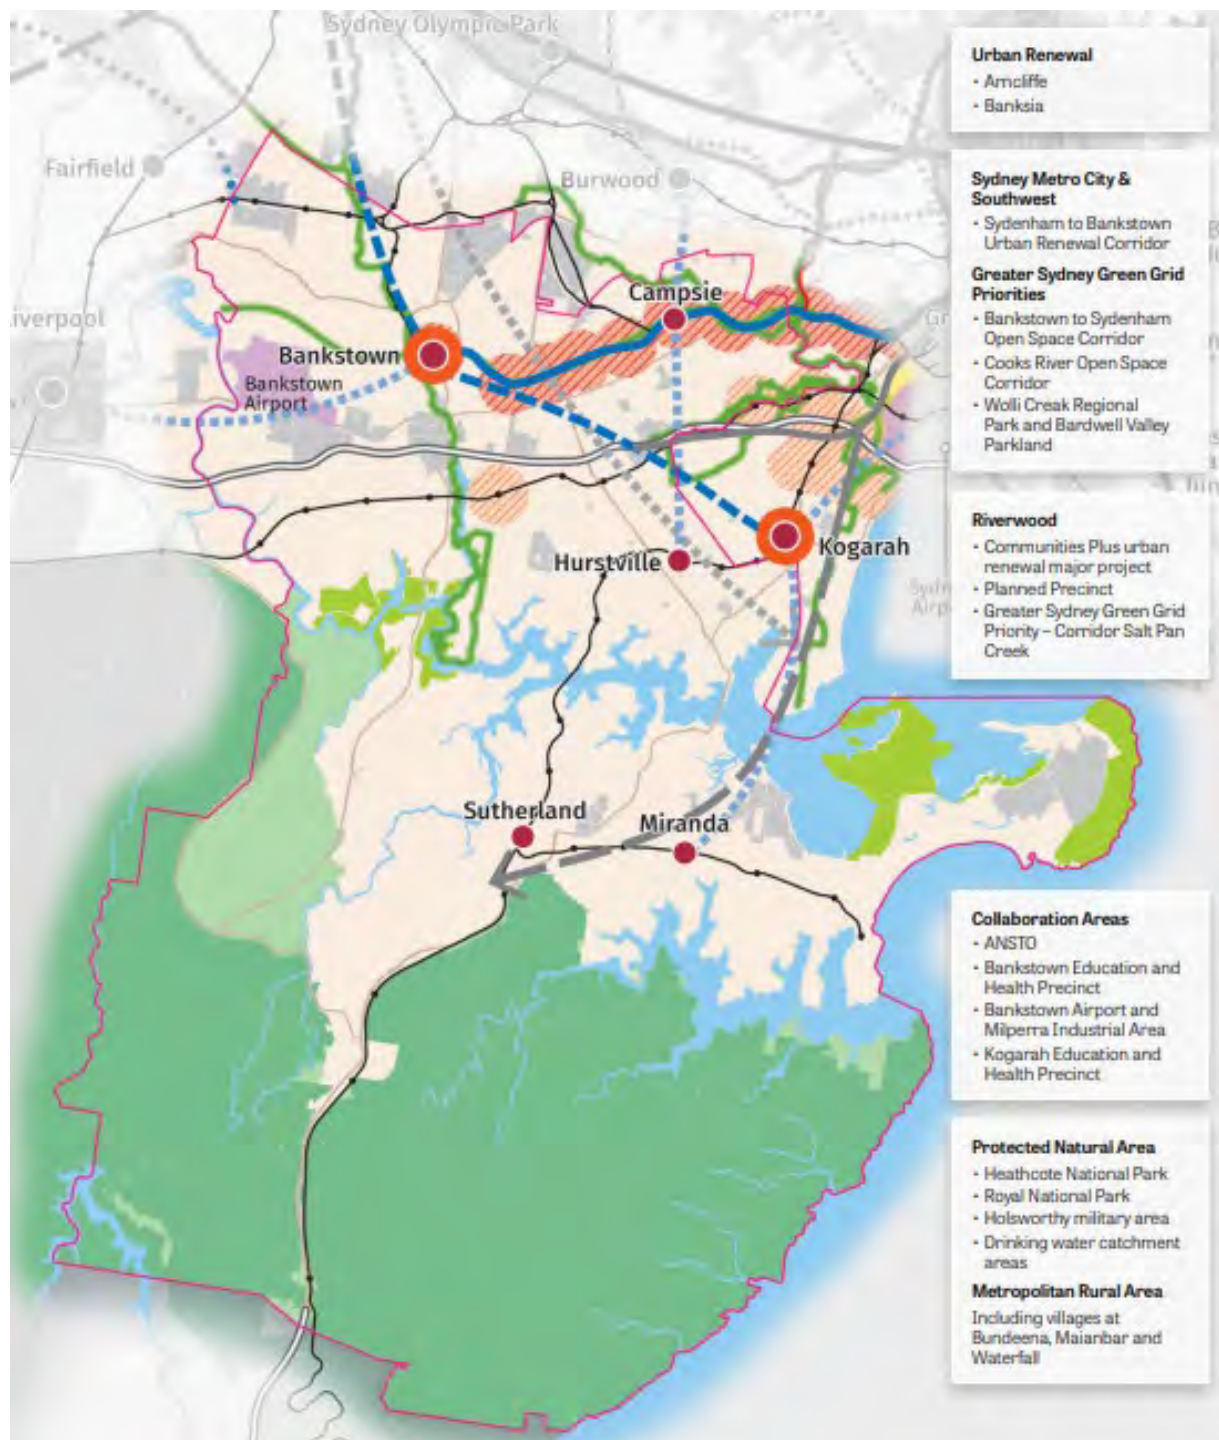 Sydney Olympic Park
Fairfield
Burwood
Campsie
Bankstown
Bankstown
Airport
Hurstville
Kogarah
Sutherland
Miranda
Urban Renewal
• Arncliffe
• Banksia
Sydney Metro City &
Southwest
• Sydenham to Bankstown
Urban Renewal Corridor
Greater Sydney Green Grid
Priorities
• Bankstown to Sydenham
Open Space Corridor
• Cooks River Open Space
Corridor
• Wolli Creak Regional
Park and Bardwell Valley
Parkland
Riverwood
• Communities Plus urban
renewal major project
• Planned Precinct
• Greater Sydney Green Grid
Priority – Corridor Salt Pan
Creek
Collaboration Areas
• ANSTO
• Bankstown Education and
Health Precinct
• Bankstown Airport and
Milperra Industrial Area
• Kogarah Education and
Health Precinct
Protected Natural Area
• Heathcote National Park
• Royal National Park
• Holsworthy military area
• Drinking water catchment
areas
Metropolitan Rural Area
Including villages at
Bundeena, Maianbar and
Waterfall